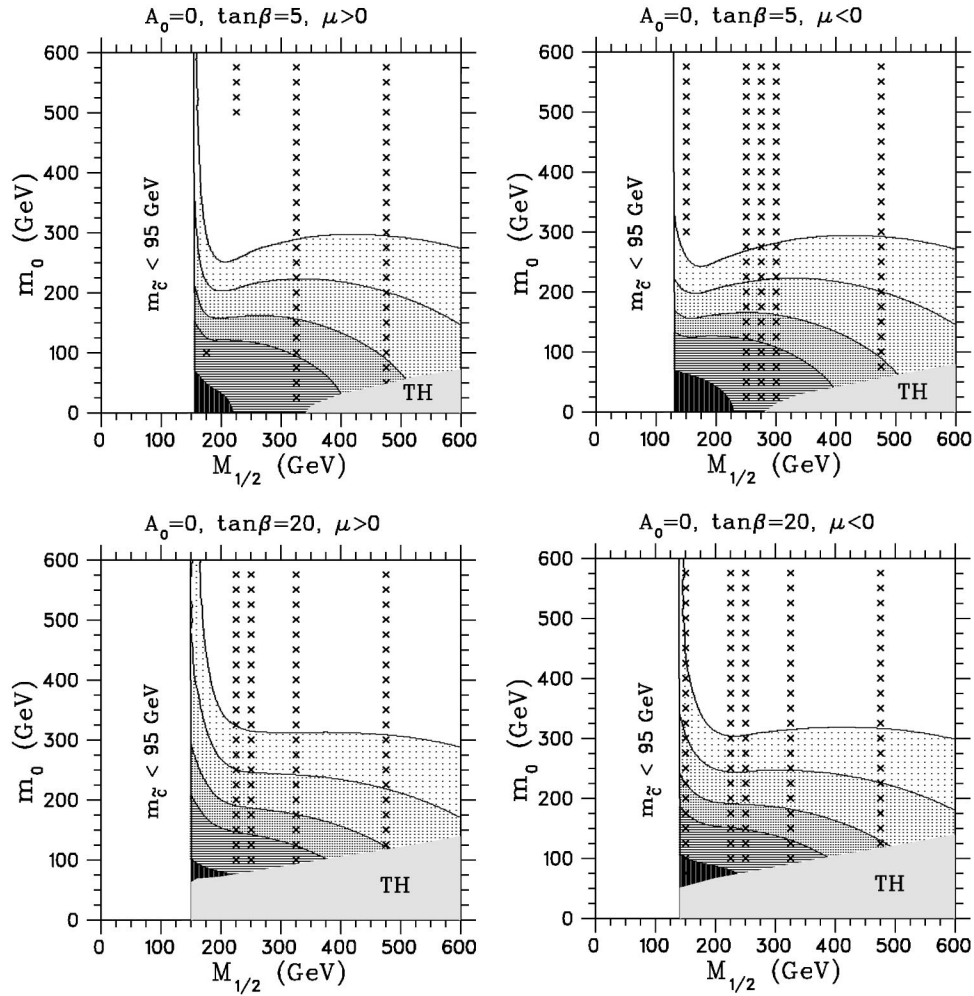 A₀=0, tanβ=5, μ>0
600
500
400
300
200
100
0
m₀ (GeV)
m_c̃ < 95 GeV
TH
0 100 200 300 400 500 600
M₁/₂ (GeV)
A₀=0, tanβ=5, μ<0
600
500
400
300
200
100
0
m₀ (GeV)
m_c̃ < 95 GeV
TH
0 100 200 300 400 500 600
M₁/₂ (GeV)
A₀=0, tanβ=20, μ>0
600
500
400
300
200
100
0
m₀ (GeV)
m_c̃ < 95 GeV
TH
0 100 200 300 400 500 600
M₁/₂ (GeV)
A₀=0, tanβ=20, μ<0
600
500
400
300
200
100
0
m₀ (GeV)
m_c̃ < 95 GeV
TH
0 100 200 300 400 500 600
M₁/₂ (GeV)